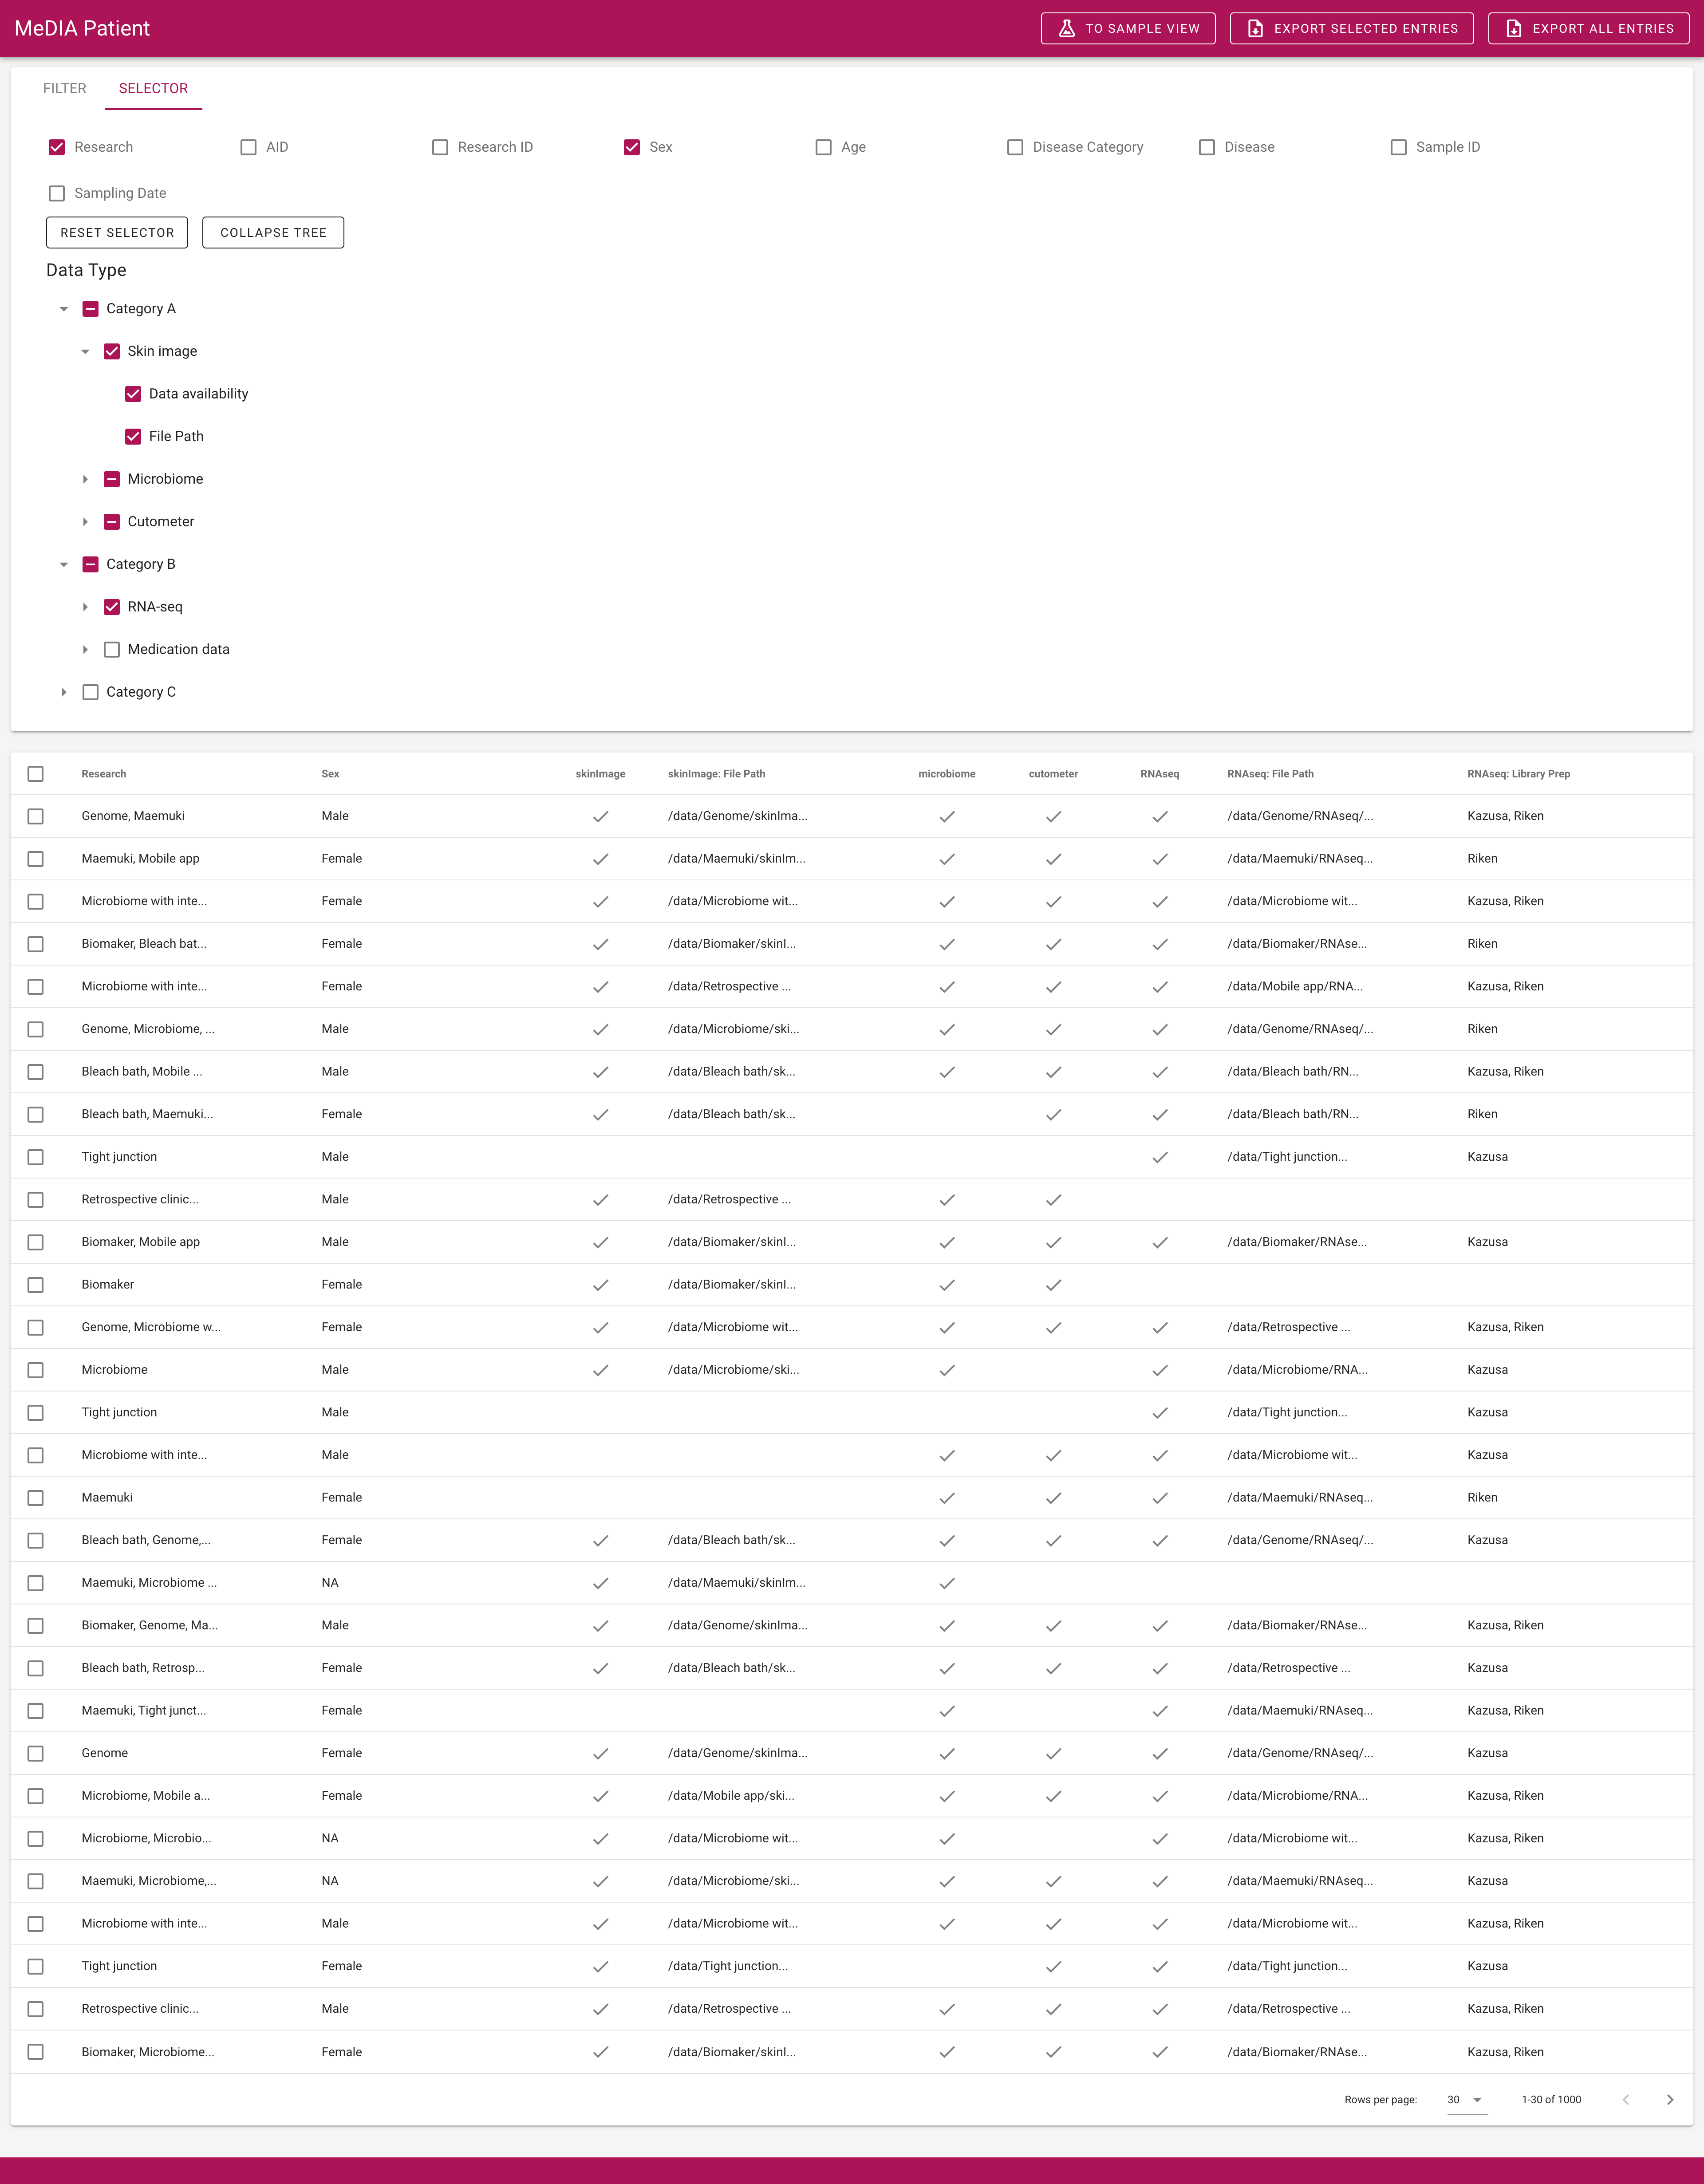 MeDIA Patient TO SAMPLE VIEW EXPORT SELECTED ENTRIES EXPORT ALL ENTRIES
FILTER SELECTOR
Research AID Research ID Sex Age Disease Category Disease Sample ID
Sampling Date
RESET SELECTOR COLLAPSE TREE
Data Type
Category A
Skin image
Data availability
File Path
Microbiome
Cutometer
Category B
RNA-seq
Medication data
Category C
Research Sex skinImage skinImage: File Path microbiome cutometer RNAseq RNAseq: File Path RNAseq: Library Prep
Genome, Maemuki Male /data/Genome/skinIma... /data/Genome/RNAseq/... Kazusa, Riken
Maemuki, Mobile app Female /data/Maemuki/skinIm... /data/Maemuki/RNAseq... Riken
Microbiome with inte... Female /data/Microbiome wit... /data/Microbiome wit... Kazusa, Riken
Biomaker, Bleach bat... Female /data/Biomaker/skinI... /data/Biomaker/RNAse... Riken
Microbiome with inte... Female /data/Retrospective ... /data/Mobile app/RNA... Kazusa, Riken
Genome, Microbiome, ... Male /data/Microbiome/ski... /data/Genome/RNAseq/... Riken
Bleach bath, Mobile ... Male /data/Bleach bath/sk... /data/Bleach bath/RN... Kazusa, Riken
Bleach bath, Maemuki... Female /data/Bleach bath/sk... /data/Bleach bath/RN... Riken
Tight junction Male /data/Tight junction... Kazusa
Retrospective clinic... Male /data/Retrospective ...
Biomaker, Mobile app Male /data/Biomaker/skinI... /data/Biomaker/RNAse... Kazusa
Biomaker Female /data/Biomaker/skinI...
Genome, Microbiome w... Female /data/Microbiome wit... /data/Retrospective ... Kazusa, Riken
Microbiome Male /data/Microbiome/ski... /data/Microbiome/RNA... Kazusa
Tight junction Male /data/Tight junction... Kazusa
Microbiome with inte... Male /data/Microbiome wit... Kazusa
Maemuki Female /data/Maemuki/RNAseq... Riken
Bleach bath, Genome,... Female /data/Bleach bath/sk... /data/Genome/RNAseq/... Kazusa
Maemuki, Microbiome ... NA /data/Maemuki/skinIm...
Biomaker, Genome, Ma... Male /data/Genome/skinIma... /data/Biomaker/RNAse... Kazusa, Riken
Bleach bath, Retrosp... Female /data/Bleach bath/sk... /data/Retrospective ... Kazusa
Maemuki, Tight junct... Female /data/Maemuki/RNAseq... Kazusa, Riken
Genome Female /data/Genome/skinIma... /data/Genome/RNAseq/... Kazusa
Microbiome, Mobile a... Female /data/Mobile app/ski... /data/Microbiome/RNA... Kazusa, Riken
Microbiome, Microbio... NA /data/Microbiome wit... /data/Microbiome wit... Kazusa, Riken
Maemuki, Microbiome,... NA /data/Microbiome/ski... /data/Maemuki/RNAseq... Kazusa
Microbiome with inte... Male /data/Microbiome wit... /data/Microbiome wit... Kazusa, Riken
Tight junction Female /data/Tight junction... /data/Tight junction... Kazusa
Retrospective clinic... Male /data/Retrospective ... /data/Retrospective ... Kazusa, Riken
Biomaker, Microbiome... Female /data/Biomaker/skinI... /data/Biomaker/RNAse... Kazusa, Riken
Rows per page: 30 1-30 of 1000